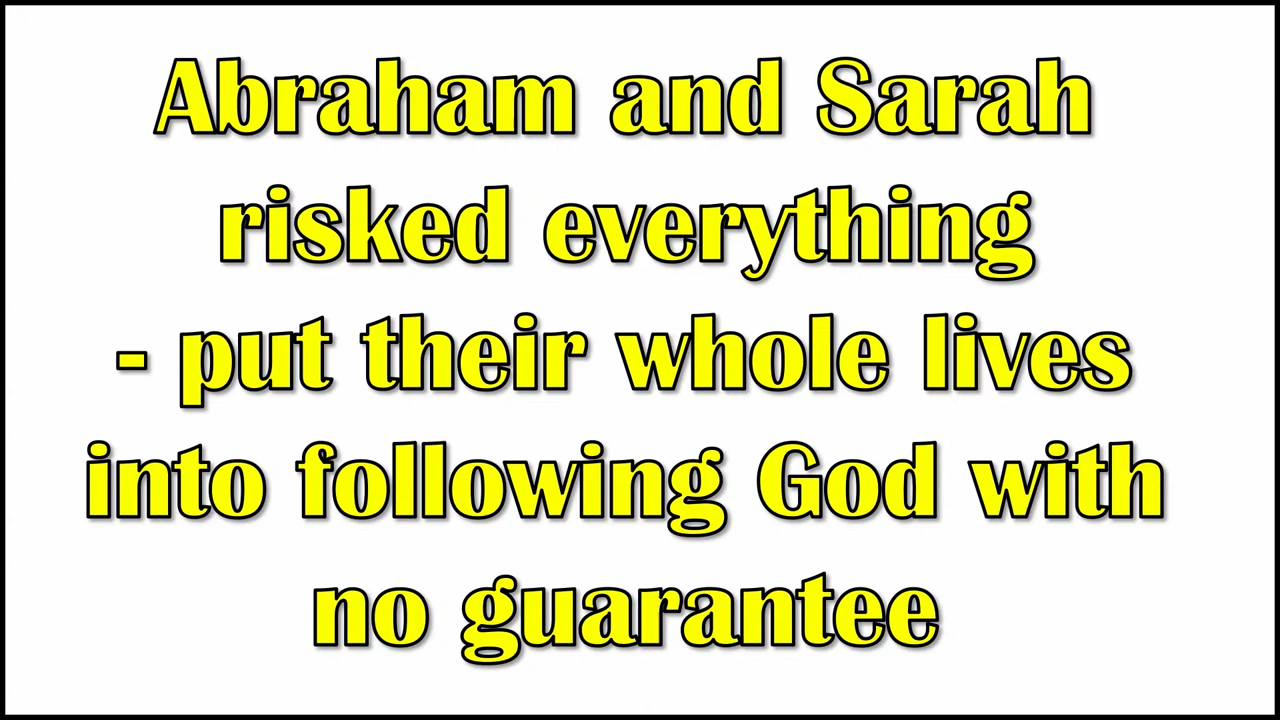 Abraham and Sarah
risked everything
- put their whole lives
into following God with
no guarantee